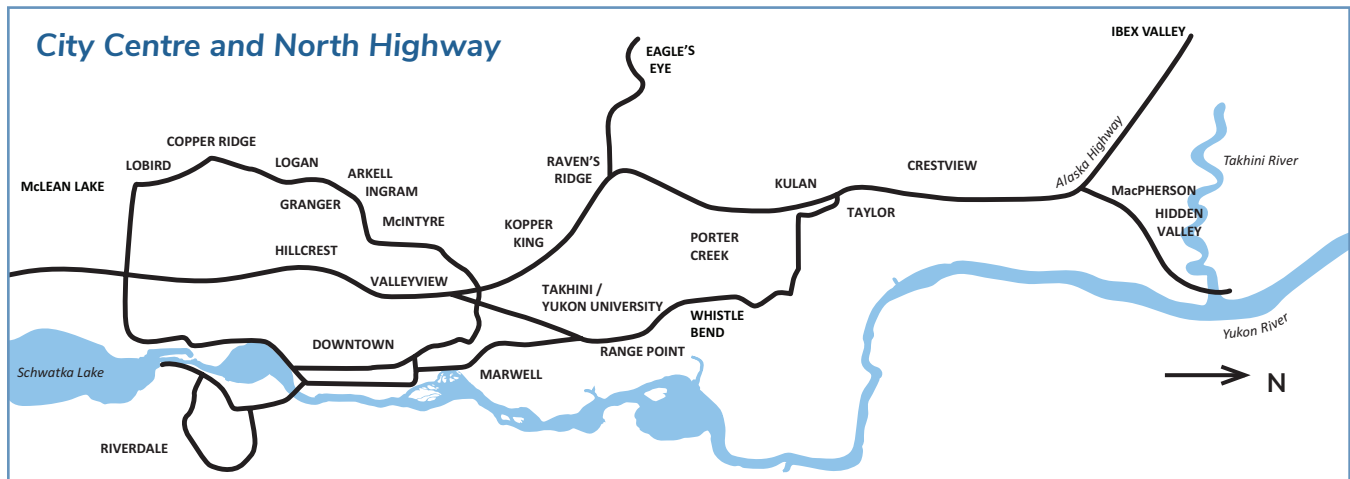 City Centre and North Highway
EAGLE'S
EYE
IBEX VALLEY
COPPER RIDGE
LOBIRD
LOGAN
McLEAN LAKE
ARKELL
INGRAM
GRANGER
McINTYRE
RAVEN'S
RIDGE
KULAN
CRESTVIEW
Alaska Highway
Takhini River
MacPHERSON
HIDDEN
VALLEY
TAYLOR
KOPPER
KING
PORTER
CREEK
HILLCREST
VALLEYVIEW
TAKHINI /
YUKON UNIVERSITY
WHISTLE
BEND
Yukon River
DOWNTOWN
RANGE POINT
MARWELL
Schwatka Lake
N
RIVERDALE